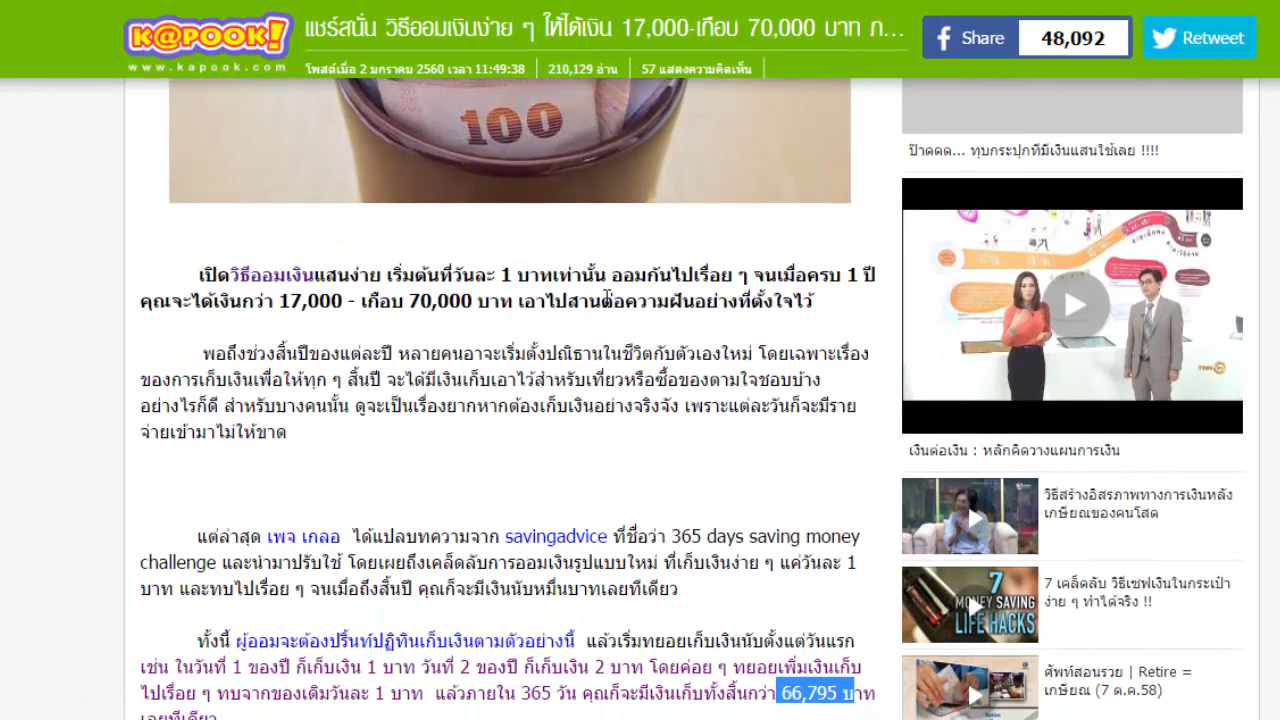 K@POOK!
www.kapook.com
แชร์สนั่น วิธีออมเงินง่าย ๆ ให้ได้เงิน 17,000-เกือบ 70,000 บาท ภ...
โพสต์เมื่อ 2 มกราคม 2560 เวลา 11:49:38
210,129 อ่าน
57 แสดงความคิดเห็น
Share
48,092
Retweet
100
เปิดวิธีออมเงินแสนง่าย เริ่มต้นที่วันละ 1 บาทเท่านั้น ออมกันไปเรื่อย ๆ จนเมื่อครบ 1 ปี
คุณจะได้เงินกว่า 17,000 - เกือบ 70,000 บาท เอาไปสานต่อความฝันอย่างที่ตั้งใจไว้
พอถึงช่วงสิ้นปีของแต่ละปี หลายคนอาจะเริ่มตั้งปณิธานในชีวิตกับตัวเองใหม่ โดยเฉพาะเรื่อง
ของการเก็บเงินเพื่อให้ทุก ๆ สิ้นปี จะได้มีเงินเก็บเอาไว้สำหรับเที่ยวหรือซื้อของตามใจชอบบ้าง
อย่างไรก็ดี สำหรับบางคนนั้น ดูจะเป็นเรื่องยากหากต้องเก็บเงินอย่างจริงจัง เพราะแต่ละวันก็จะมีราย
จ่ายเข้ามาไม่ให้ขาด
แต่ล่าสุด เพจ เกลอ ได้แปลบทความจาก savingadvice ที่ชื่อว่า 365 days saving money
challenge และนำมาปรับใช้ โดยเผยถึงเคล็ดลับการออมเงินรูปแบบใหม่ ที่เก็บเงินง่าย ๆ แค่วันละ 1
บาท และทบไปเรื่อย ๆ จนเมื่อถึงสิ้นปี คุณก็จะมีเงินนับหมื่นบาทเลยทีเดียว
ทั้งนี้ ผู้ออมจะต้องปริ้นท์ปฏิทินเก็บเงินตามตัวอย่างนี้ แล้วเริ่มทยอยเก็บเงินนับตั้งแต่วันแรก
เช่น ในวันที่ 1 ของปี ก็เก็บเงิน 1 บาท วันที่ 2 ของปี ก็เก็บเงิน 2 บาท โดยค่อย ๆ ทยอยเพิ่มเงินเก็บ
ไปเรื่อย ๆ ทบจากของเดิมวันละ 1 บาท แล้วภายใน 365 วัน คุณก็จะมีเงินเก็บทั้งสิ้นกว่า 66,795 บาท
เลยทีเดียว
ป๊าดดด... ทุบกระปุกที่มีเงินแสนใช้เลย !!!!
เงินต่อเงิน : หลักคิดวางแผนการเงิน
วิธีสร้างอิสรภาพทางการเงินหลัง
เกษียณของคนโสด
7
MONEY SAVING
LIFE HACKS
7 เคล็ดลับ วิธีเซฟเงินในกระเป๋า
ง่าย ๆ ทำได้จริง !!
ศัพท์สอนรวย | Retire =
เกษียณ (7 ต.ค.58)